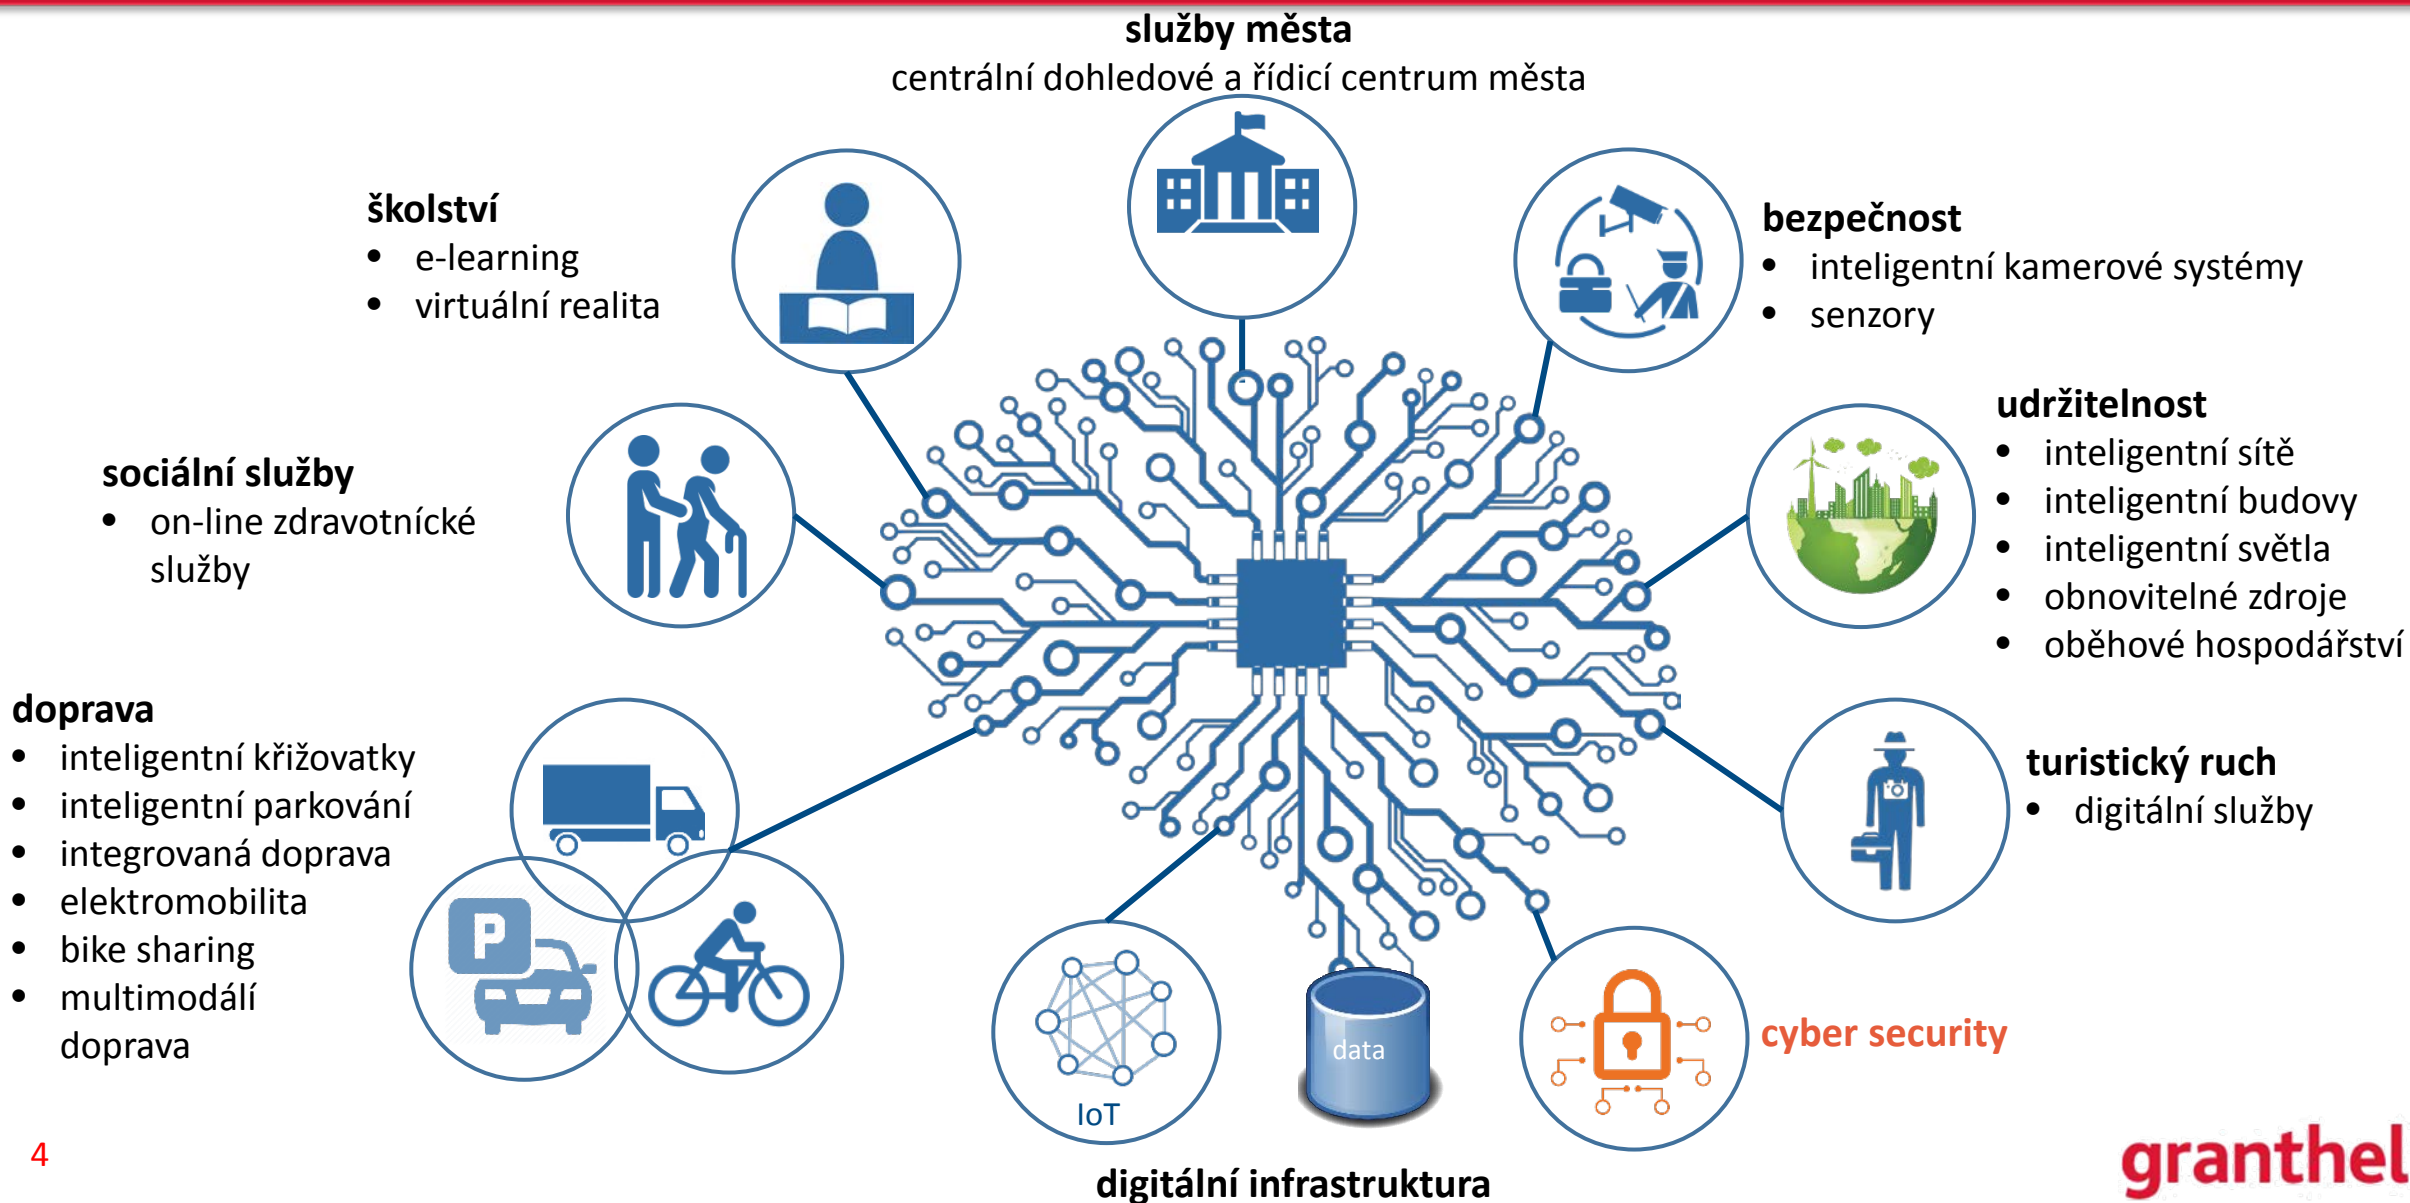 služby města
centrální dohledové a řídicí centrum města
školství
• e-learning
• virtuální realita
bezpečnost
• inteligentní kamerové systémy
• senzory
sociální služby
• on-line zdravotnícké
služby
udržitelnost
• inteligentní sítě
• inteligentní budovy
• inteligentní světla
• obnovitelné zdroje
• oběhové hospodářství
doprava
• inteligentní křižovatky
• inteligentní parkování
• integrovaná doprava
• elektromobilita
• bike sharing
• multimodálí
doprava
P
turistický ruch
• digitální služby
IoT
data
cyber security
digitální infrastruktura
4
granthel